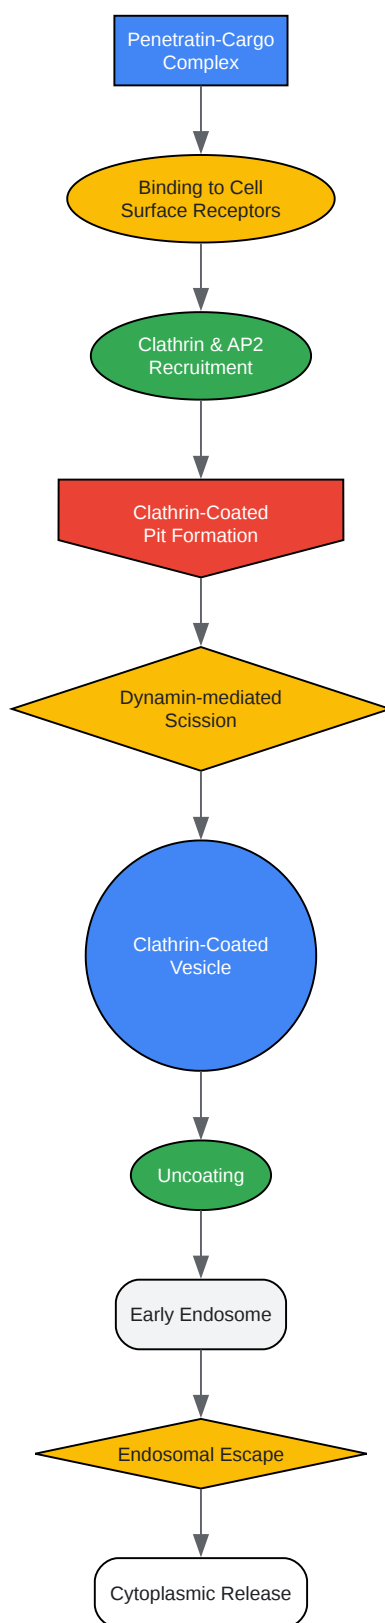 Penetratin-Cargo
Complex
Binding to Cell
Surface Receptors
Clathrin & AP2
Recruitment
Clathrin-Coated
Pit Formation
Dynamin-mediated
Scission
Clathrin-Coated
Vesicle
Uncoating
Early Endosome
Endosomal Escape
Cytoplasmic Release